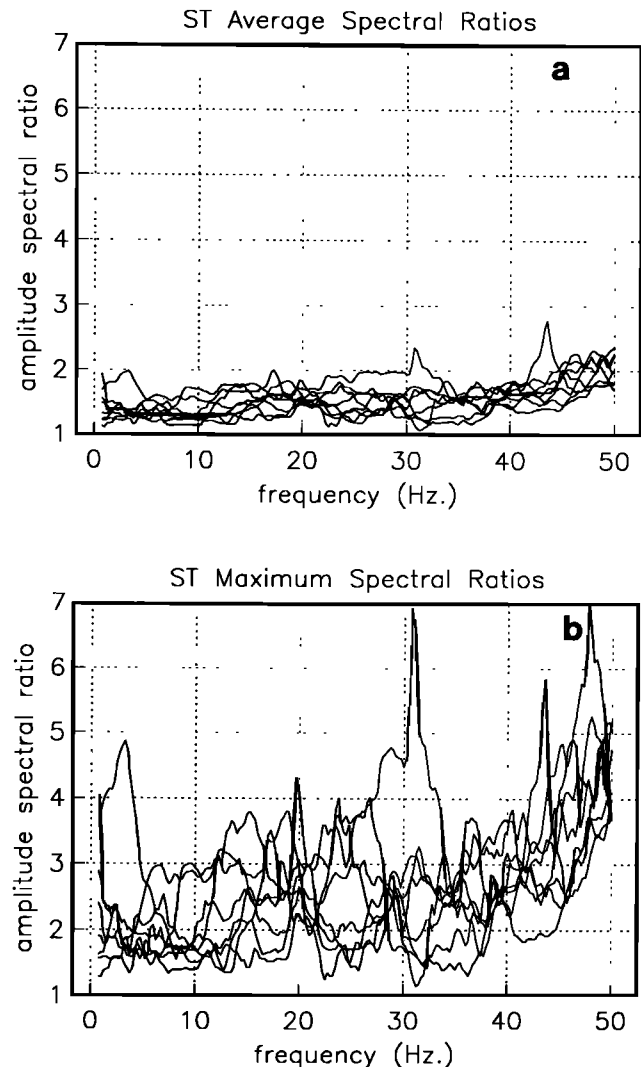 ST Average Spectral Ratios
a
7
6
5
4
3
2
1
amplitude spectral ratio
0 10 20 30 40 50
frequency (Hz.)
ST Maximum Spectral Ratios
b
7
6
5
4
3
2
1
amplitude spectral ratio
0 10 20 30 40 50
frequency (Hz.)